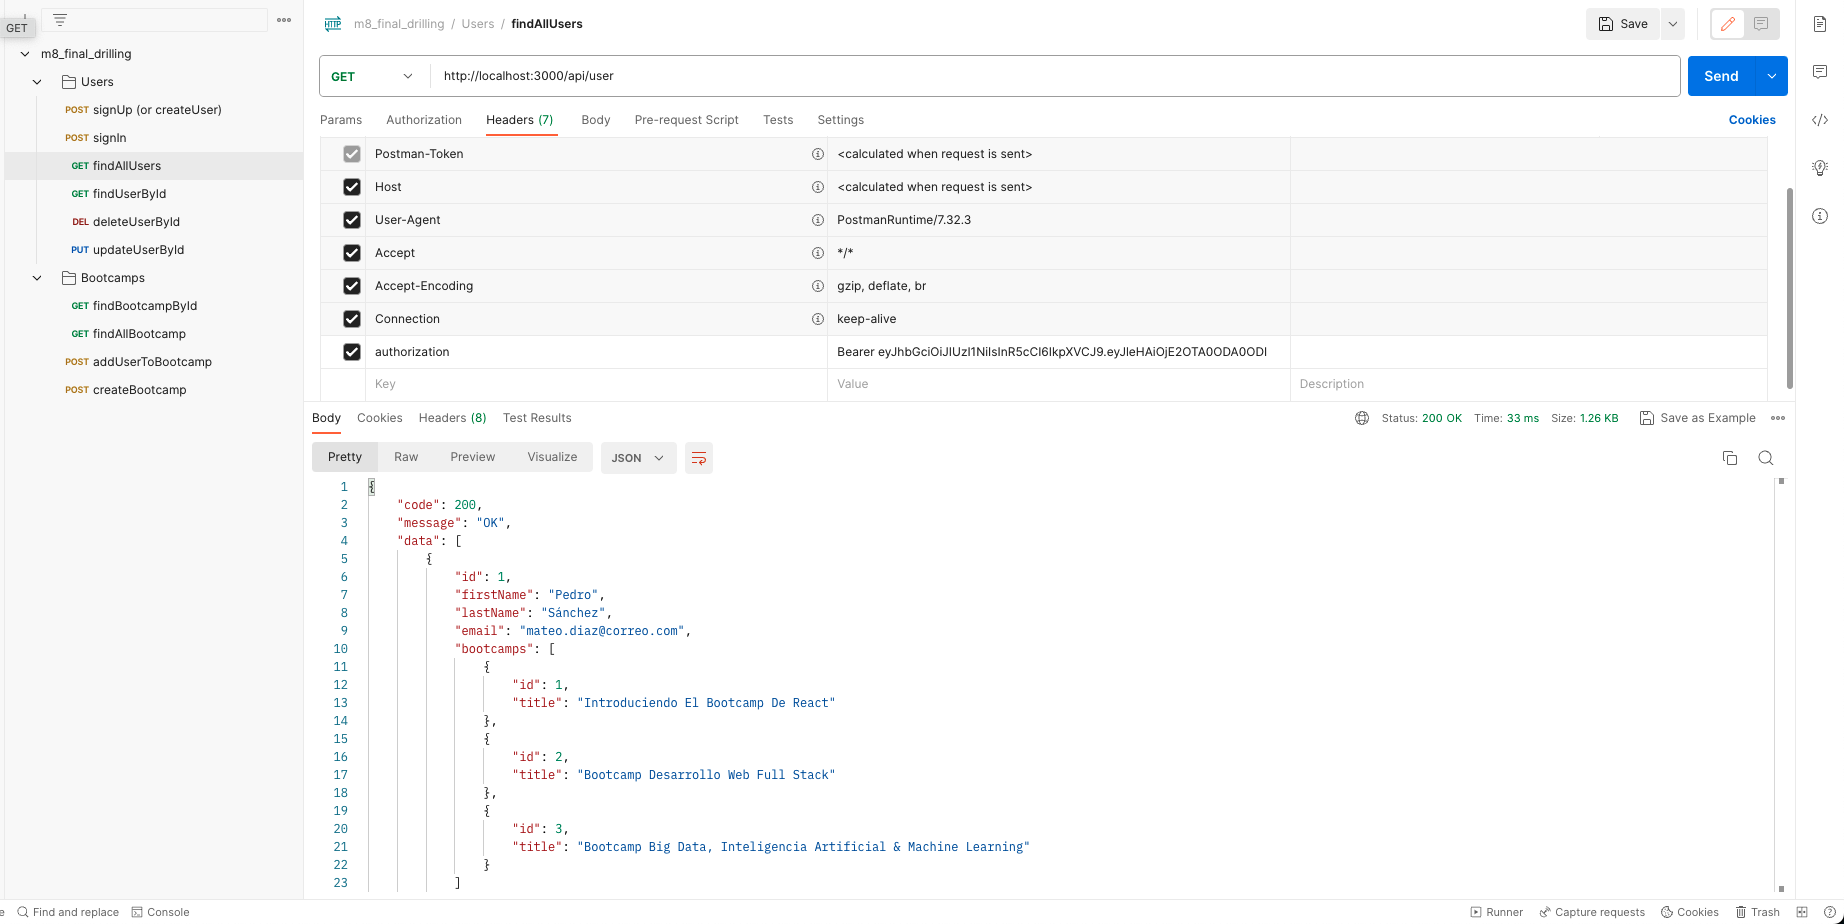 GET
m8_final_drilling
Users
POST signUp (or createUser)
POST signIn
GET findAllUsers
GET findUserById
DEL deleteUserById
PUT updateUserById
Bootcamps
GET findBootcampById
GET findAllBootcamp
POST addUserToBootcamp
POST createBootcamp
HTTP m8_final_drilling / Users / findAllUsers
Save
GET http://localhost:3000/api/user
Send
Params Authorization Headers (7) Body Pre-request Script Tests Settings Cookies
Postman-Token <calculated when request is sent>
Host <calculated when request is sent>
User-Agent PostmanRuntime/7.32.3
Accept */*
Accept-Encoding gzip, deflate, br
Connection keep-alive
authorization Bearer
Key Value Description
Body Cookies Headers (8) Test Results Status: 200 OK Time: 33 ms Size: 1.26 KB Save as Example
Pretty Raw Preview Visualize JSON
1 {
2 "code": 200,
3 "message": "OK",
4 "data": [
5 {
6 "id": 1,
7 "firstName": "Pedro",
8 "lastName": "Sánchez",
9 "email": "mateo.diaz@correo.com",
10 "bootcamps": [
11 {
12 "id": 1,
13 "title": "Introduciendo El Bootcamp De React"
14 },
15 {
16 "id": 2,
17 "title": "Bootcamp Desarrollo Web Full Stack"
18 },
19 {
20 "id": 3,
21 "title": "Bootcamp Big Data, Inteligencia Artificial & Machine Learning"
22 }
23 ]
Find and replace Console Runner Capture requests Cookies Trash